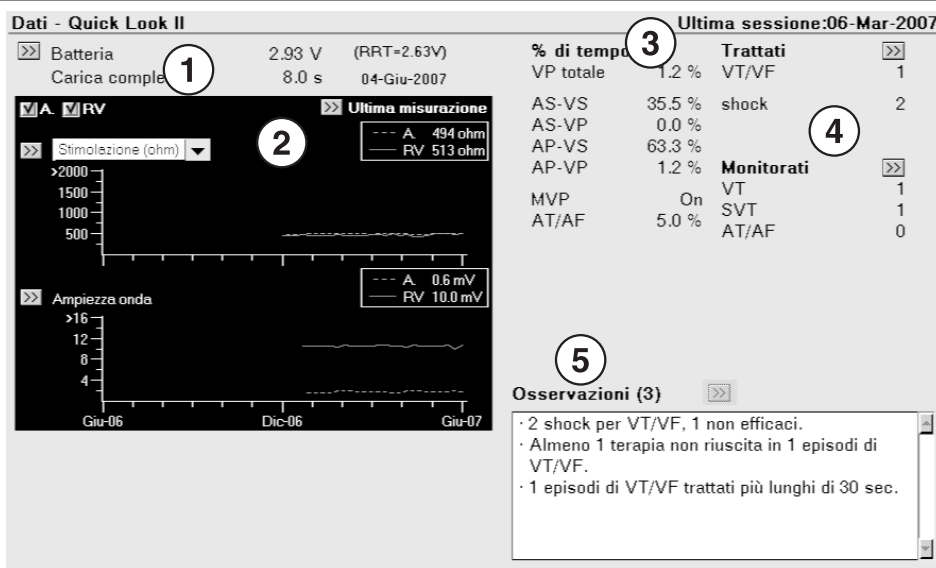 Dati - Quick Look II
Ultima sessione:06-Mar-2007
>> Batteria 2.93 V (RRT=2.63V)
Carica comple 8.0 s 04-Giu-2007
1
A. RV
>> Ultima misurazione
A. 494 ohm
RV 513 ohm
2
>> Stimolazione (ohm)
>2000
1500
1000
500
A. 0.6 mV
RV 10.0 mV
>> Ampiezza onda
>16
12
8
4
Giu-06 Dic-06 Giu-07
% di tempo
3
VP totale 1.2 %
AS-VS 35.5 %
AS-VP 0.0 %
AP-VS 63.3 %
AP-VP 1.2 %
MVP On
AT/AF 5.0 %
Trattati >>
VT/VF 1
shock 2
4
Monitorati >>
VT 1
SVT 1
AT/AF 0
5
Osservazioni (3) >>
· 2 shock per VT/VF, 1 non efficaci.
· Almeno 1 terapia non riuscita in 1 episodi di
VT/VF.
· 1 episodi di VT/VF trattati più lunghi di 30 sec.